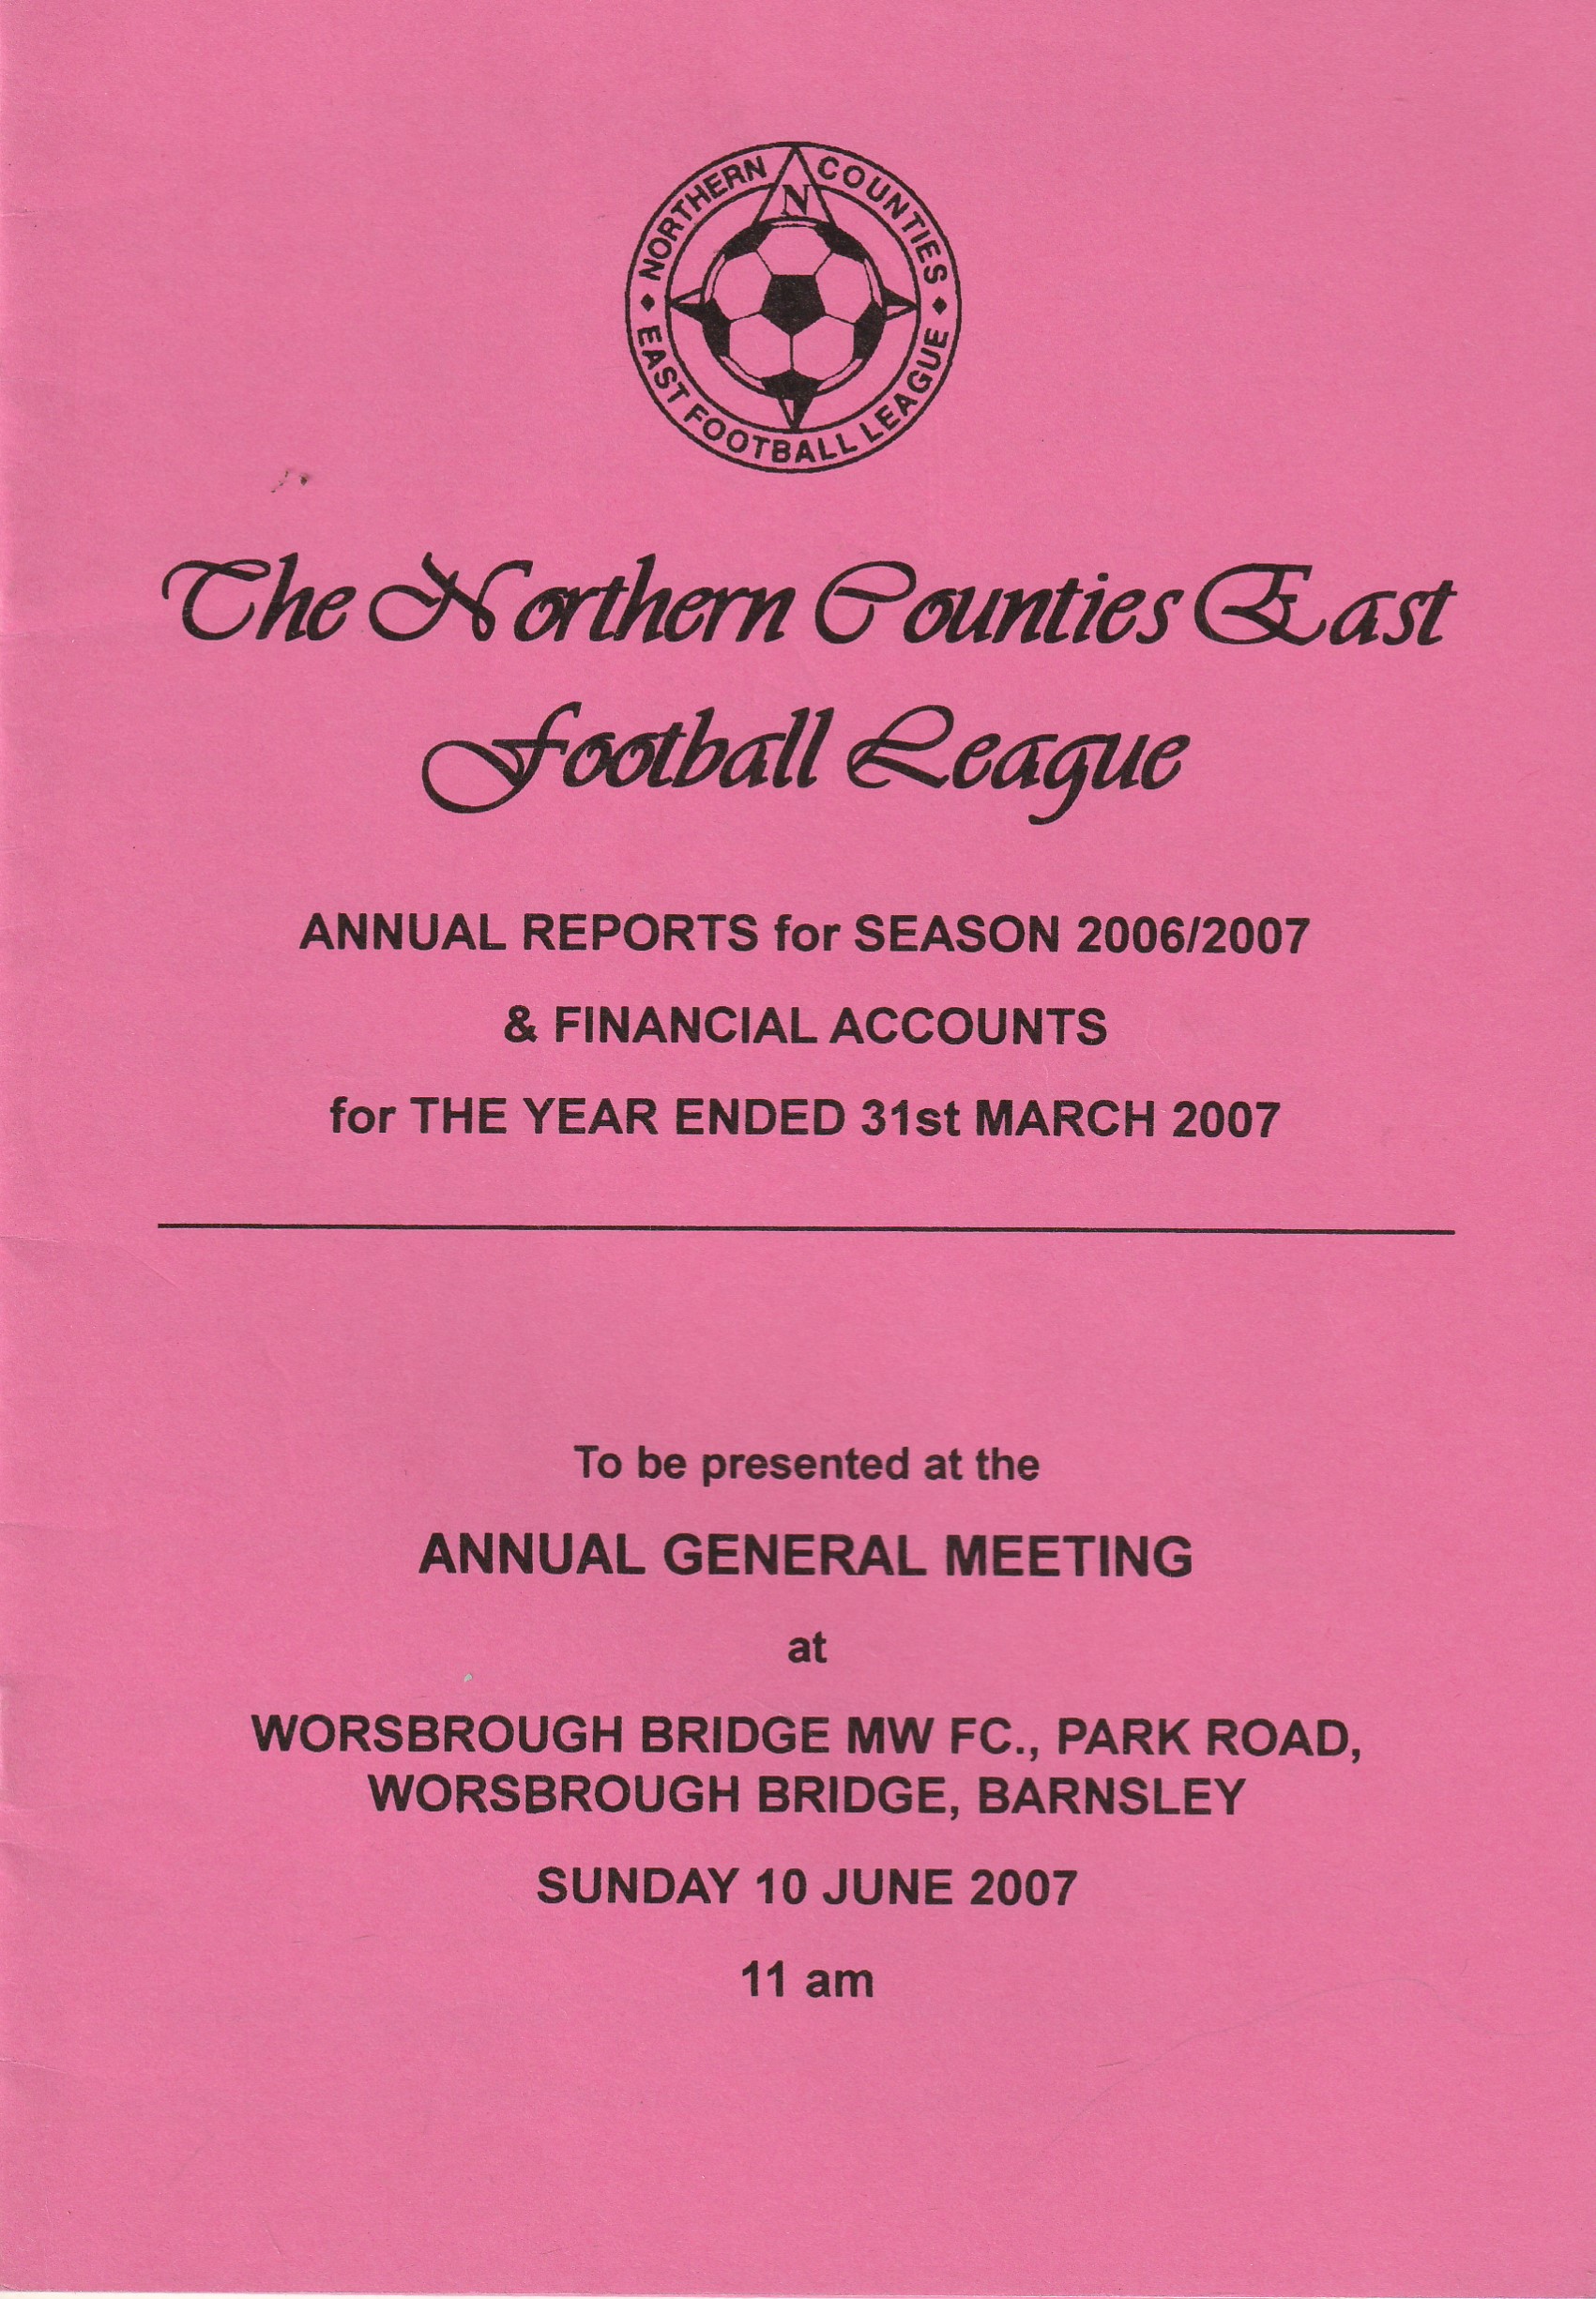 NORTHERN COUNTIES
N
EAST FOOTBALL LEAGUE
The Northern Counties East
Football League
ANNUAL REPORTS for SEASON 2006/2007
& FINANCIAL ACCOUNTS
for THE YEAR ENDED 31st MARCH 2007
To be presented at the
ANNUAL GENERAL MEETING
at
WORSBROUGH BRIDGE MW FC., PARK ROAD,
WORSBROUGH BRIDGE, BARNSLEY
SUNDAY 10 JUNE 2007
11 am